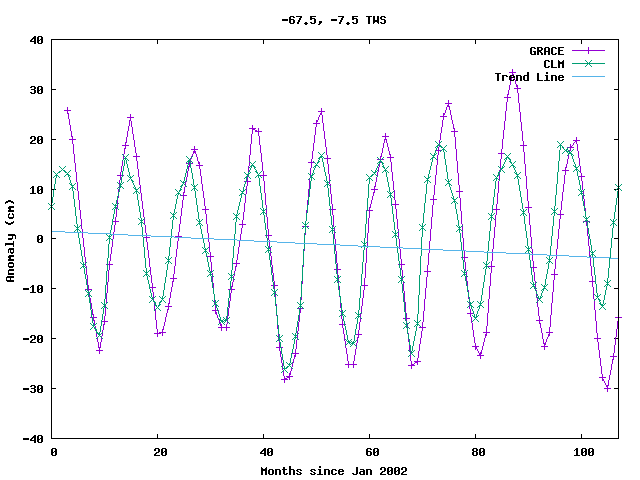 -67.5, -7.5 TWS
GRACE
CLM
Trend Line
40
30
20
10
0
-10
-20
-30
-40
Anomaly (cm)
0 20 40 60 80 100
Months since Jan 2002